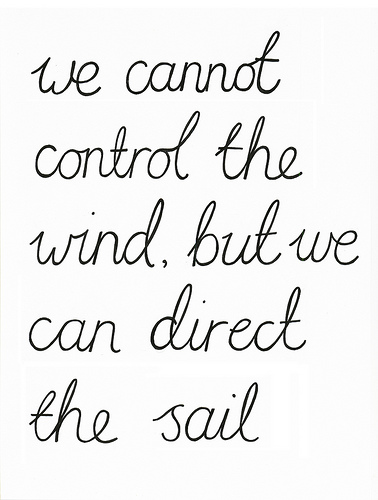 we cannot
control the
wind, but we
can direct
the sail